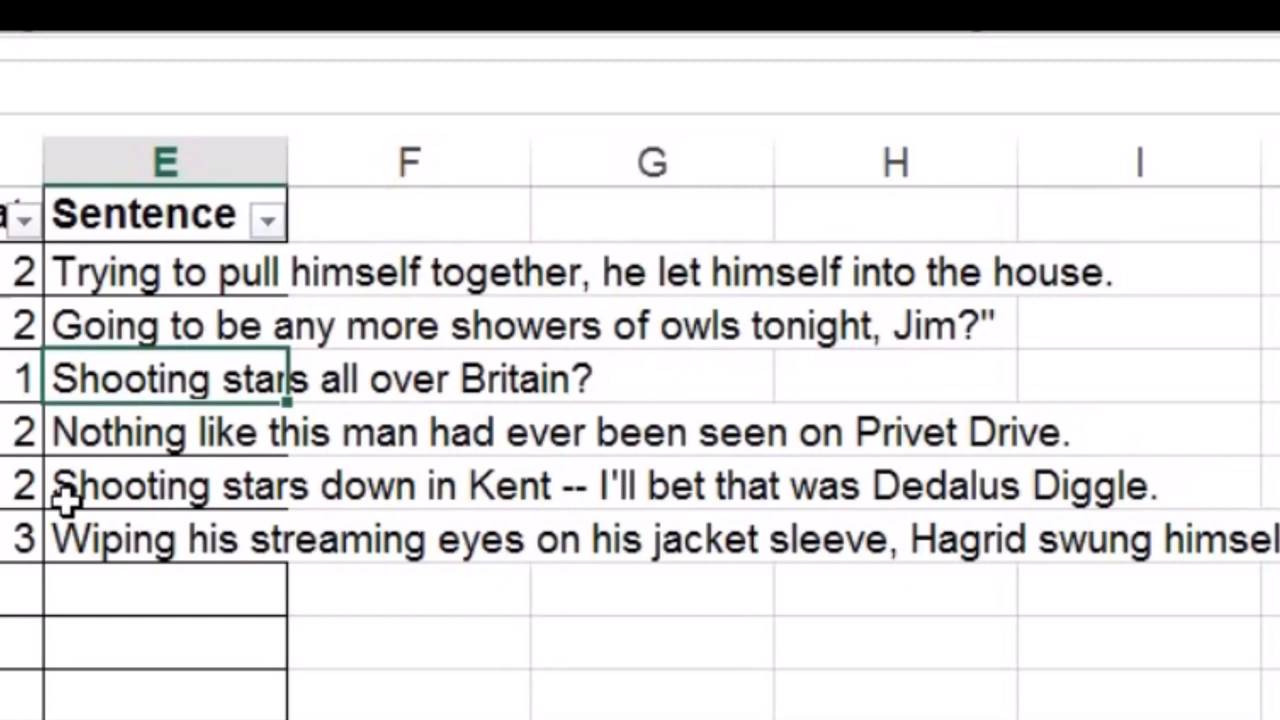 E F G H I
Sentence
2 Trying to pull himself together, he let himself into the house.
2 Going to be any more showers of owls tonight, Jim?"
1 Shooting stars all over Britain?
2 Nothing like this man had ever been seen on Privet Drive.
2 Shooting stars down in Kent -- I'll bet that was Dedalus Diggle.
3 Wiping his streaming eyes on his jacket sleeve, Hagrid swung himsel